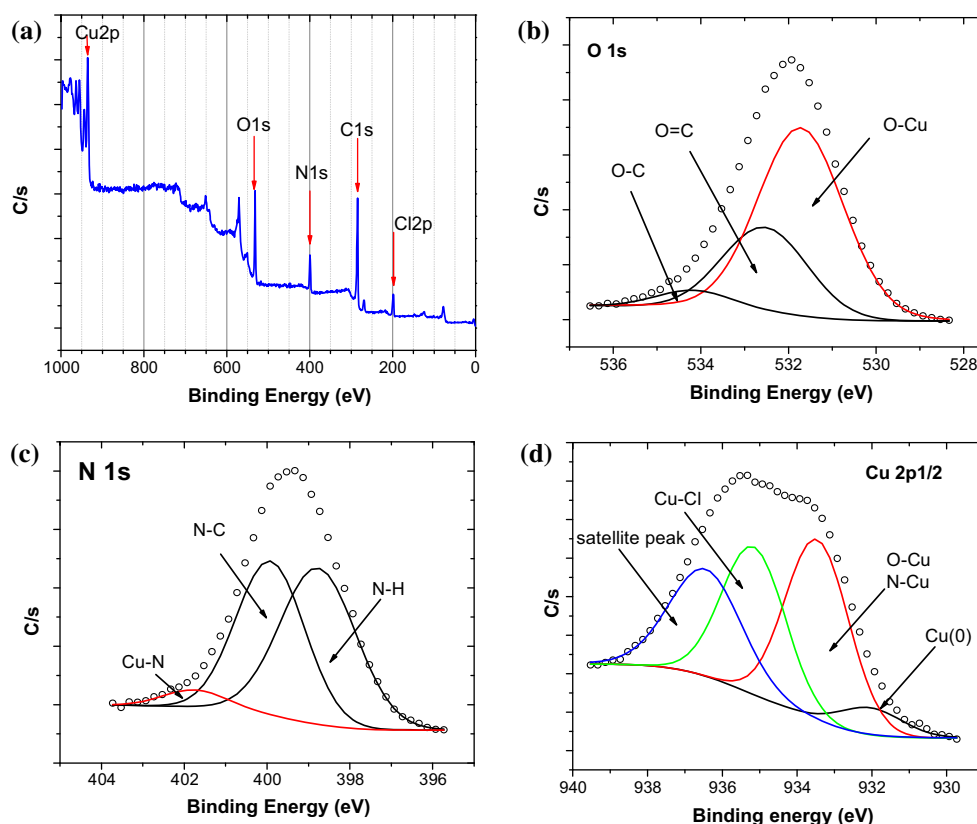 (a)
Cu2p
O1s
N1s
C1s
Cl2p
C/s
1000 800 600 400 200 0
Binding Energy (eV)
(b)
O 1s
O=C
O-C
O-Cu
C/s
536 534 532 530 528
Binding Energy (eV)
(c)
N 1s
N-C
N-H
Cu-N
C/s
404 402 400 398 396
Binding Energy (eV)
(d)
Cu 2p1/2
Cu-Cl
satellite peak
O-Cu
N-Cu
Cu(0)
C/s
940 938 936 934 932 930
Binding energy (eV)